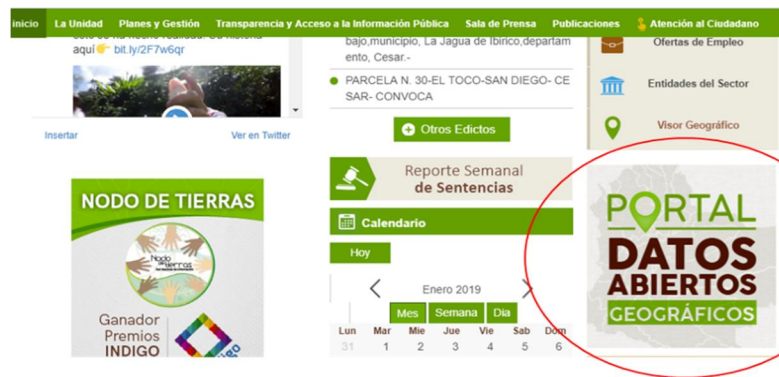 inicio La Unidad Planes y Gestión Transparencia y Acceso a la Información Pública Sala de Prensa Publicaciones Atención al Ciudadano
aquí bit.ly/2F7w6qr
Insertar Ver en Twitter
NODO DE TIERRAS
Nodo
de tierras
Ganador
Premios
INDIGO
bajo,municipio, La Jagua de Ibirico,departam
ento, Cesar.-
PARCELA N. 30-EL TOCO-SAN DIEGO- CE
SAR- CONVOCA
Otros Edictos
Reporte Semanal
de Sentencias
Calendario
Hoy
Enero 2019
Mes Semana Dia
Lun Mar Mie Jue Vie Sab Dom
31 1 2 3 4 5 6
Ofertas de Empleo
Entidades del Sector
Visor Geográfico
PORTAL
DATOS
ABIERTOS
GEOGRÁFICOS